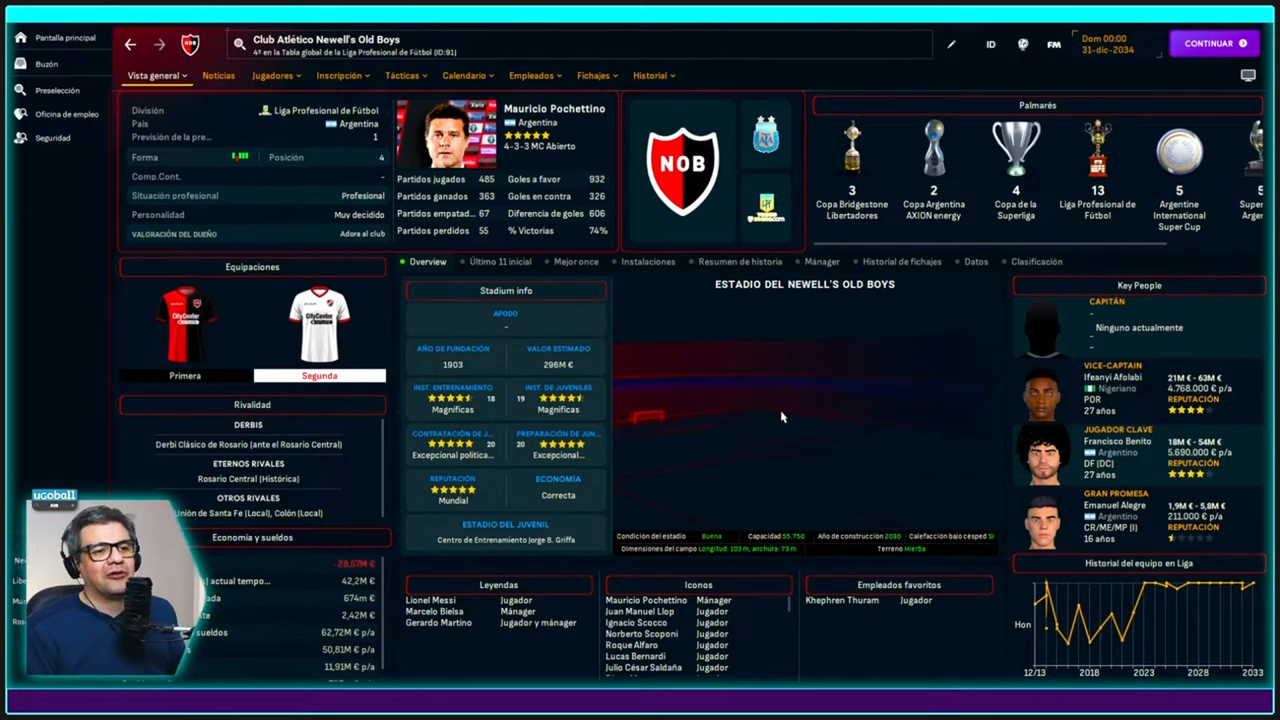 Pantalla principal
Buzón
Preselección
Oficina de empleo
Seguridad
NOB
Club Atlético Newell's Old Boys
4º en la Tabla global de la Liga Profesional de Fútbol (ID:91)
ID
FM
Dom 00:00
31-dic-2034
CONTINUAR
Vista general
Noticias
Jugadores
Inscripción
Tácticas
Calendario
Empleados
Fichajes
Historial
División Liga Profesional de Fútbol
País Argentina
Previsión de la pre... 1
Forma Posición 4
Comp.Cont. -
Situación profesional Profesional
Personalidad Muy decidido
VALORACIÓN DEL DUEÑO Adora al club
Mauricio Pochettino
Argentina
4-3-3 MC Abierto
Partidos jugados 485 Goles a favor 932
Partidos ganados 363 Goles en contra 326
Partidos empatad... 67 Diferencia de goles 606
Partidos perdidos 55 % Victorias 74%
NOB
AFA
Palmarés
3
Copa Bridgestone
Libertadores
2
Copa Argentina
AXION energy
4
Copa de la
Superliga
13
Liga Profesional de
Fútbol
5
Argentine
International
Super Cup
Equipaciones
CityCenter
CityCenter
Primera
Segunda
Rivalidad
DERBIS
Derbi Clásico de Rosario (ante el Rosario Central)
ETERNOS RIVALES
Rosario Central (Histórica)
OTROS RIVALES
Unión de Santa Fe (Local), Colón (Local)
Economía y sueldos
- 28,57M €
actual tempo... 42,2M €
674m €
2,42M €
sueldos 62,72M € p/a
50,81M € p/a
11,91M € p/a
ugoball
FM
Overview
Último 11 inicial
Mejor once
Instalaciones
Resumen de historia
Mánager
Historial de fichajes
Datos
Clasificación
Stadium info
APODO
-
AÑO DE FUNDACIÓN
1903
VALOR ESTIMADO
296M €
INST. ENTRENAMIENTO
18
Magníficas
INST. DE JUVENILES
19
Magníficas
CONTRATACIÓN DE J...
20
Excepcional política...
PREPARACIÓN DE JUN...
20
Excepcional...
REPUTACIÓN
Mundial
ECONOMÍA
Correcta
ESTADIO DEL JUVENIL
Centro de Entrenamiento Jorge B. Griffa
ESTADIO DEL NEWELL'S OLD BOYS
Condición del estadio Buena Capacidad 55.750 Año de construcción 2030 Calefacción bajo césped Sí
Dimensiones del campo Longitud: 103 m, anchura: 73 m Terreno Hierba
Leyendas
Lionel Messi Jugador
Marcelo Bielsa Mánager
Gerardo Martino Jugador y mánager
Iconos
Mauricio Pochettino Mánager
Juan Manuel Llop Jugador
Ignacio Scocco Jugador
Norberto Scoponi Jugador
Roque Alfaro Jugador
Lucas Bernardi Jugador
Julio César Saldaña Jugador
Empleados favoritos
Khephren Thuram Jugador
Key People
CAPITÁN
-
Ninguno actualmente
-
-
VICE-CAPTAIN
Ifeanyi Afolabi
Nigeriano
POR
27 años
21M € - 63M €
4.768.000 € p/a
REPUTACIÓN
JUGADOR CLAVE
Francisco Benito
Argentino
DF (DC)
27 años
18M € - 54M €
5.690.000 € p/a
REPUTACIÓN
GRAN PROMESA
Emanuel Alegre
Argentino
CR/ME/MP (I)
16 años
1,9M € - 5,8M €
211.000 € p/a
REPUTACIÓN
Historial del equipo en Liga
Hon
12/13 2018 2023 2028 2033